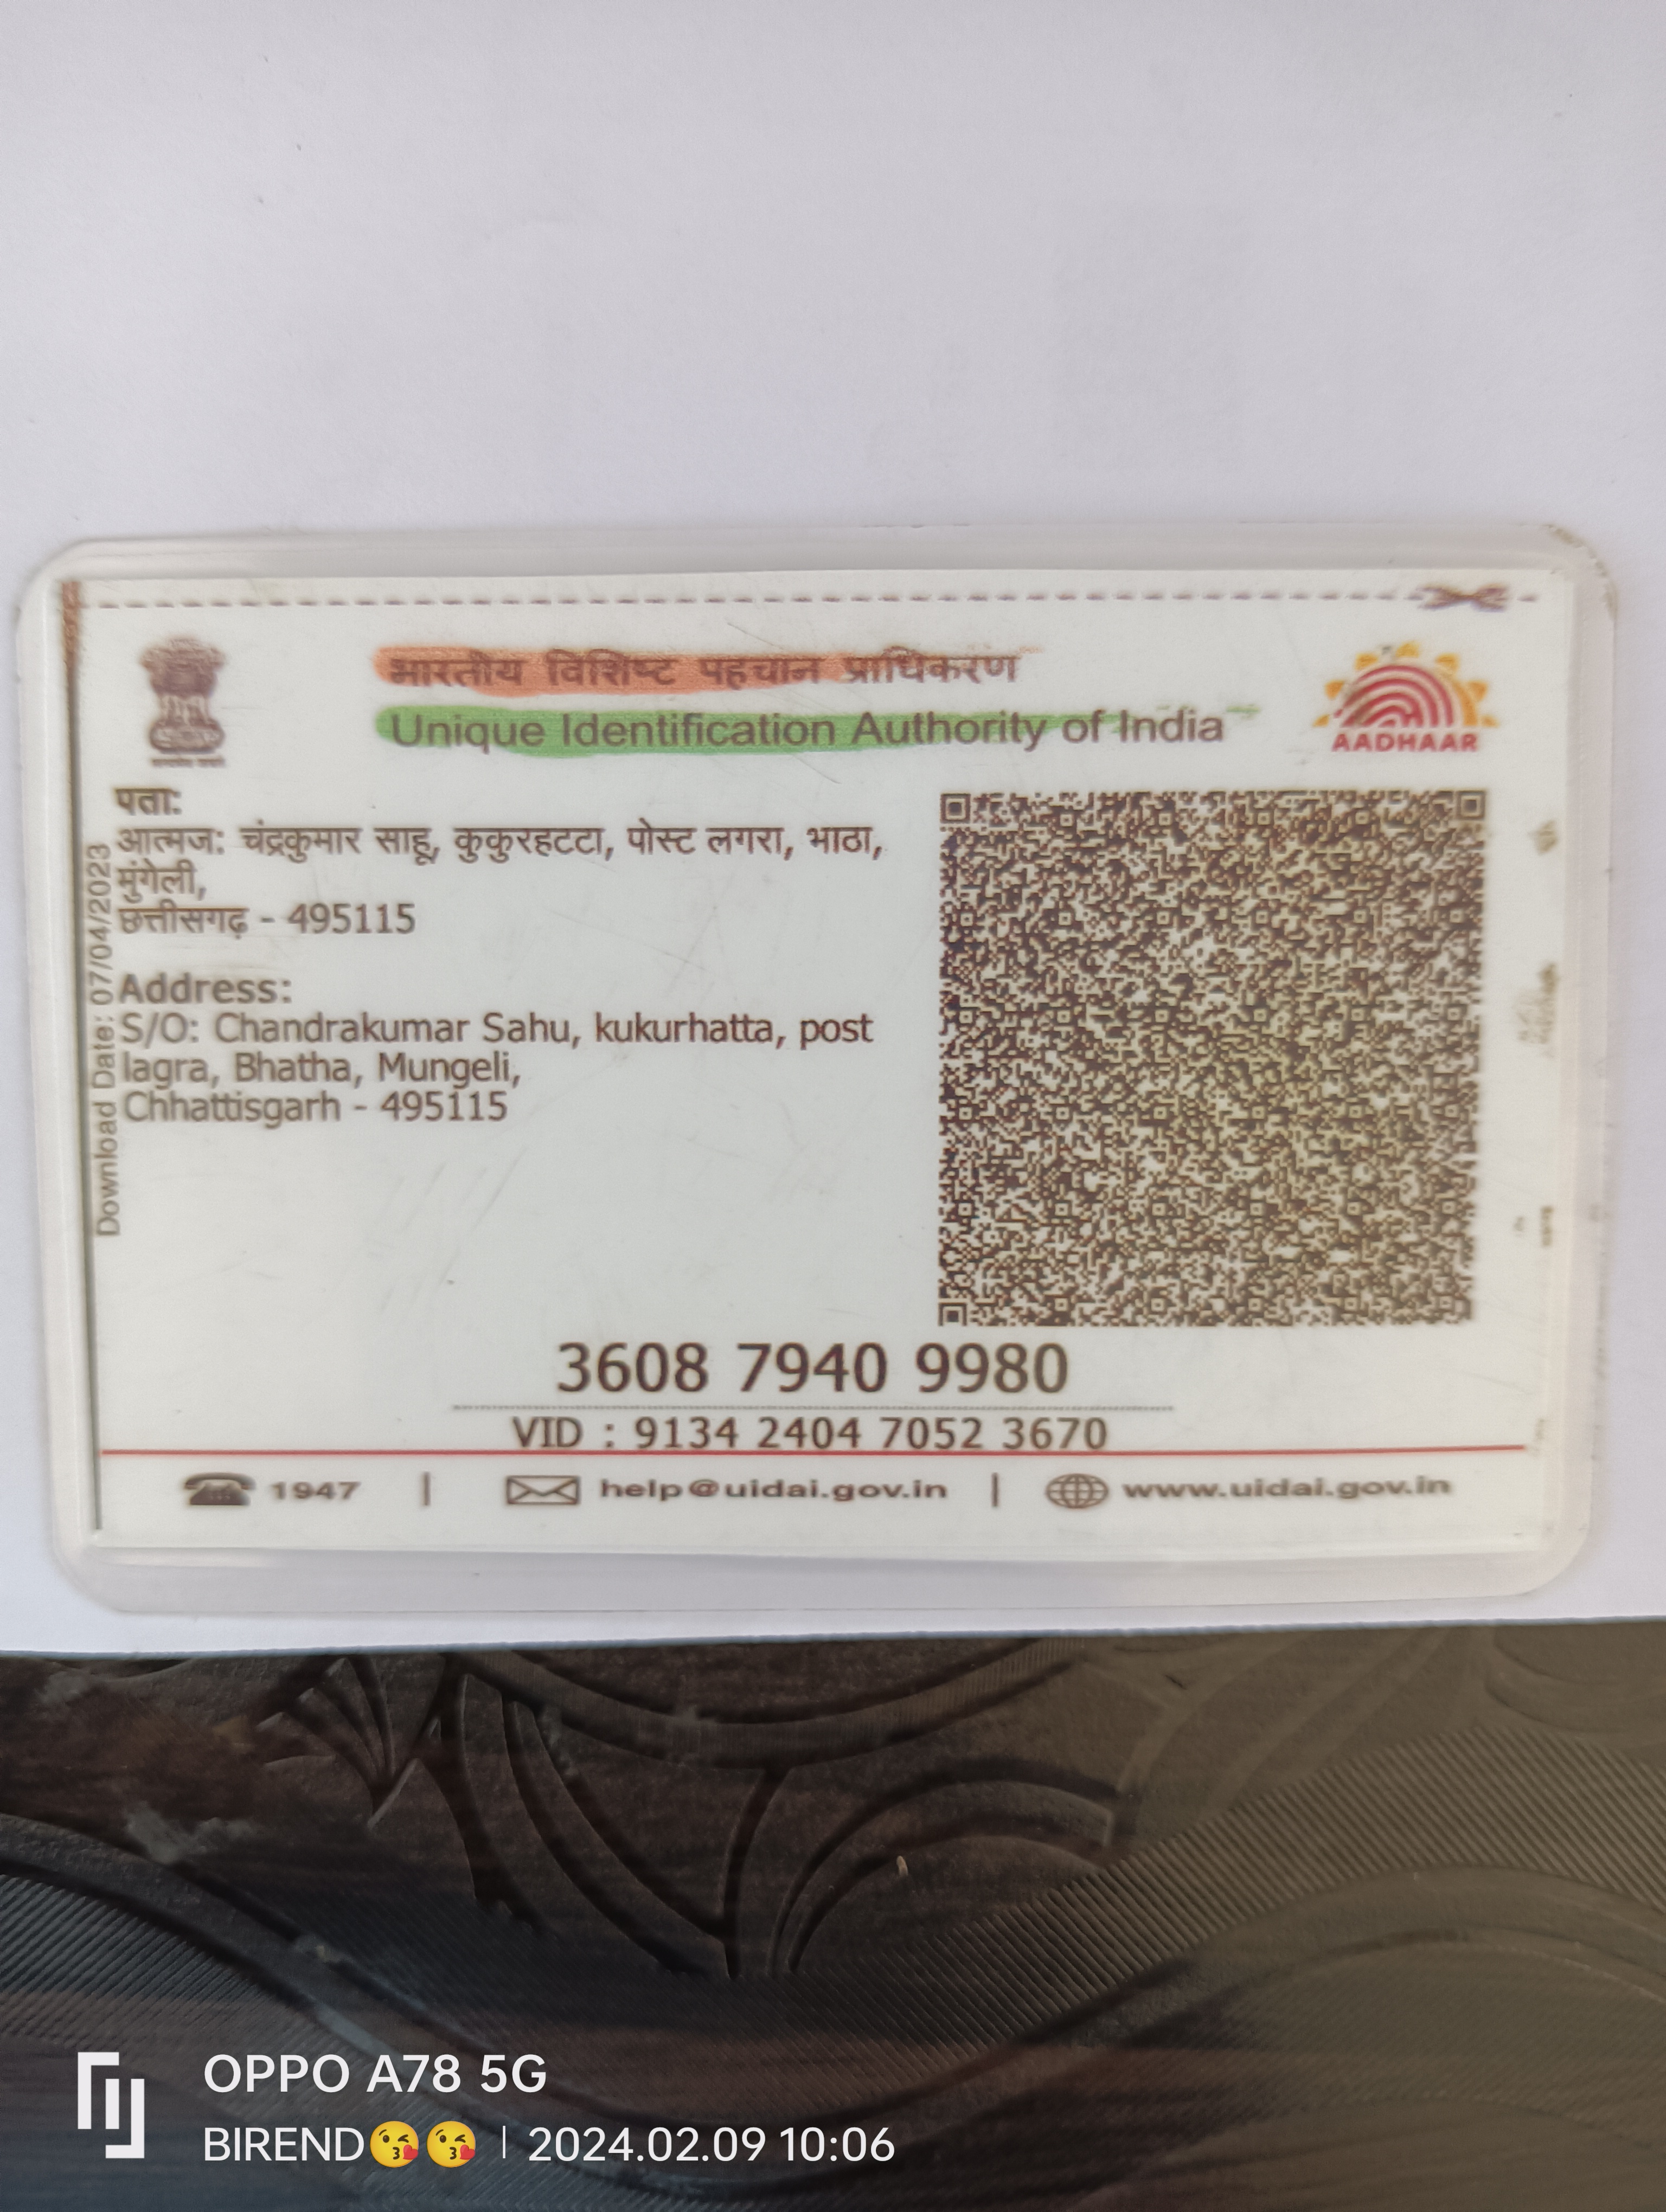 भारतीय विशिष्ट पहचान प्राधिकरण
Unique Identification Authority of India
AADHAAR
पता:
आत्मज: चंद्रकुमार साहू, कुकुरहटटा, पोस्ट लगरा, भाठा,
मुंगेली,
छत्तीसगढ़ - 495115
Address:
S/O: Chandrakumar Sahu, kukurhatta, post
lagra, Bhatha, Mungeli,
Chhattisgarh - 495115
Download Date: 07/04/2023
3608 7940 9980
VID : 9134 2404 7052 3670
1947 | help@uidai.gov.in | www.uidai.gov.in
OPPO A78 5G
BIREND😘😘 | 2024.02.09 10:06